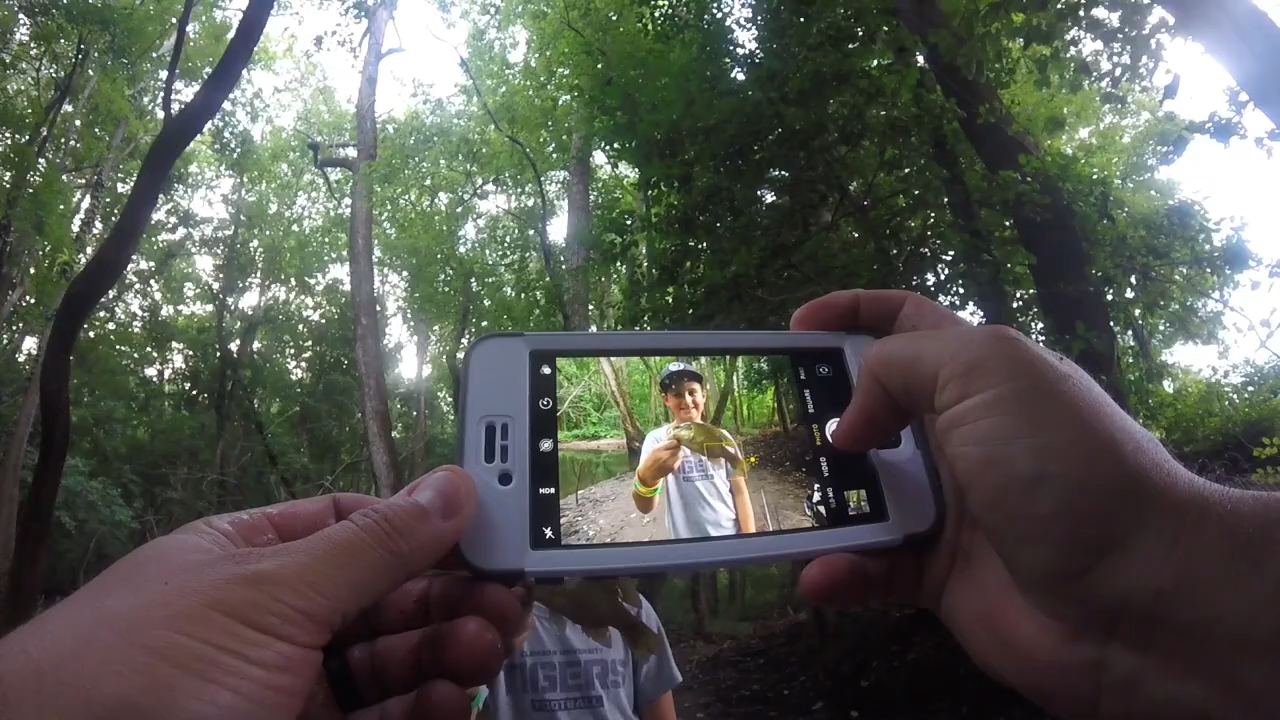 HDR
SQUARE
PHOTO
VIDEO
SLO-MO
CLEMSON UNIVERSITY
TIGERS
FOOTBALL